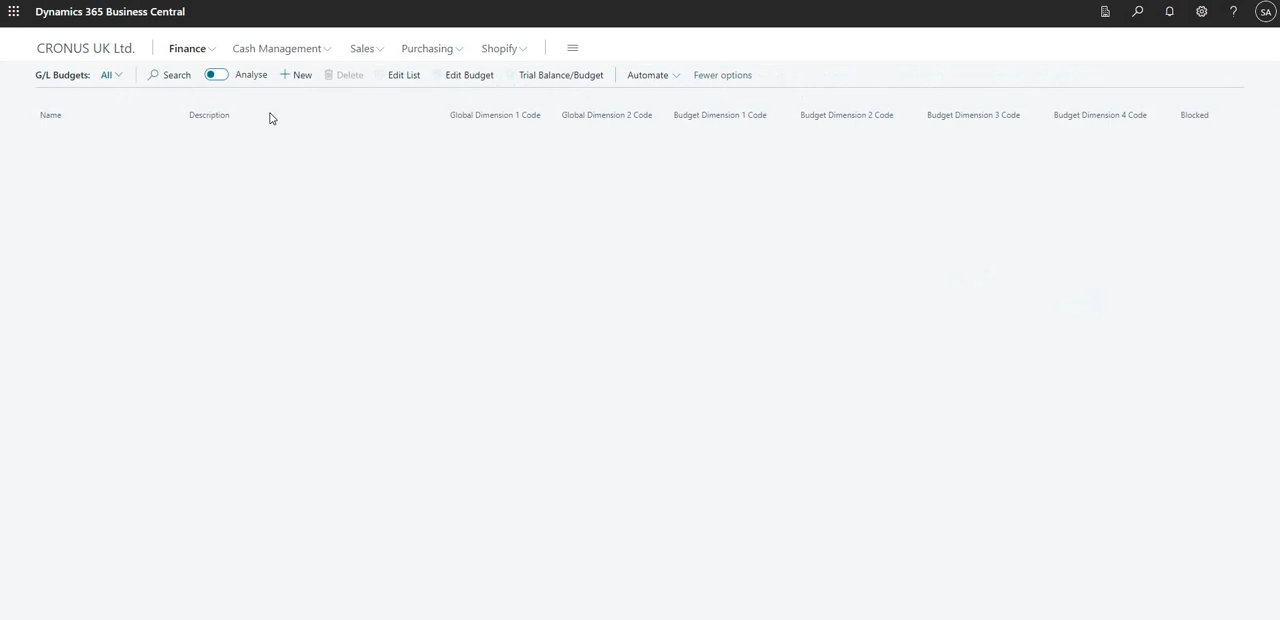 Dynamics 365 Business Central
SA
CRONUS UK Ltd. Finance Cash Management Sales Purchasing Shopify
G/L Budgets: All Search Analyse New Delete Edit List Edit Budget Trial Balance/Budget Automate Fewer options
Name Description Global Dimension 1 Code Global Dimension 2 Code Budget Dimension 1 Code Budget Dimension 2 Code Budget Dimension 3 Code Budget Dimension 4 Code Blocked